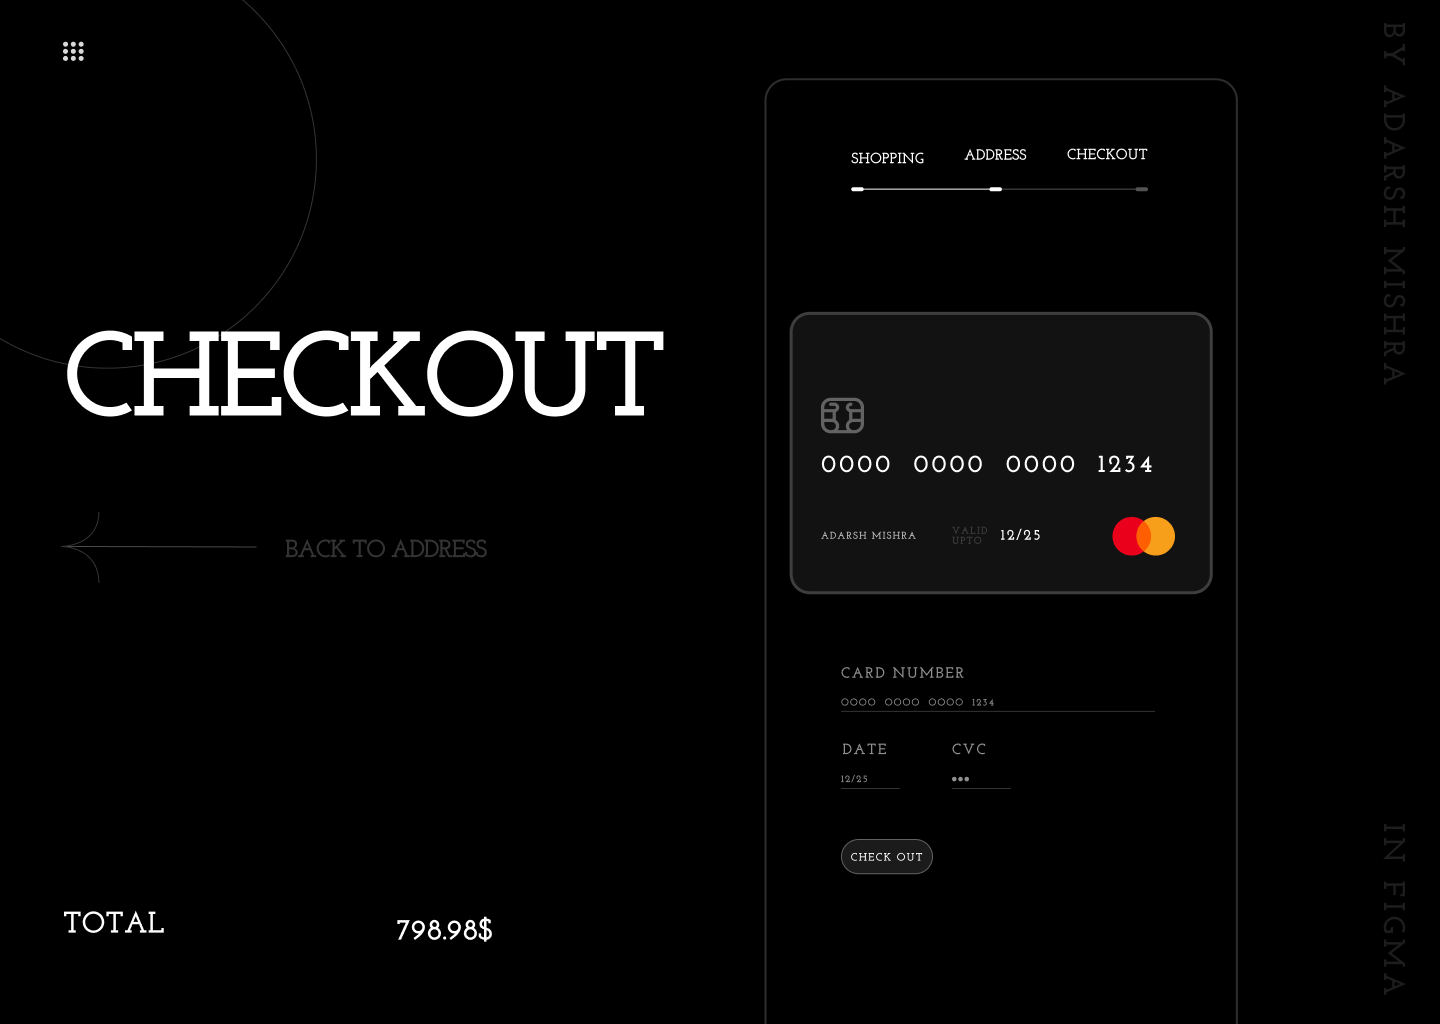 CHECKOUT
BACK TO ADDRESS
TOTAL
798.98$
SHOPPING
ADDRESS
CHECKOUT
0000 0000 0000 1234
ADARSH MISHRA
VALID
UPTO
12/25
CARD NUMBER
0000 0000 0000 1234
DATE
CVC
12/25
•••
CHECK OUT
BY ADARSH MISHRA
IN FIGMA